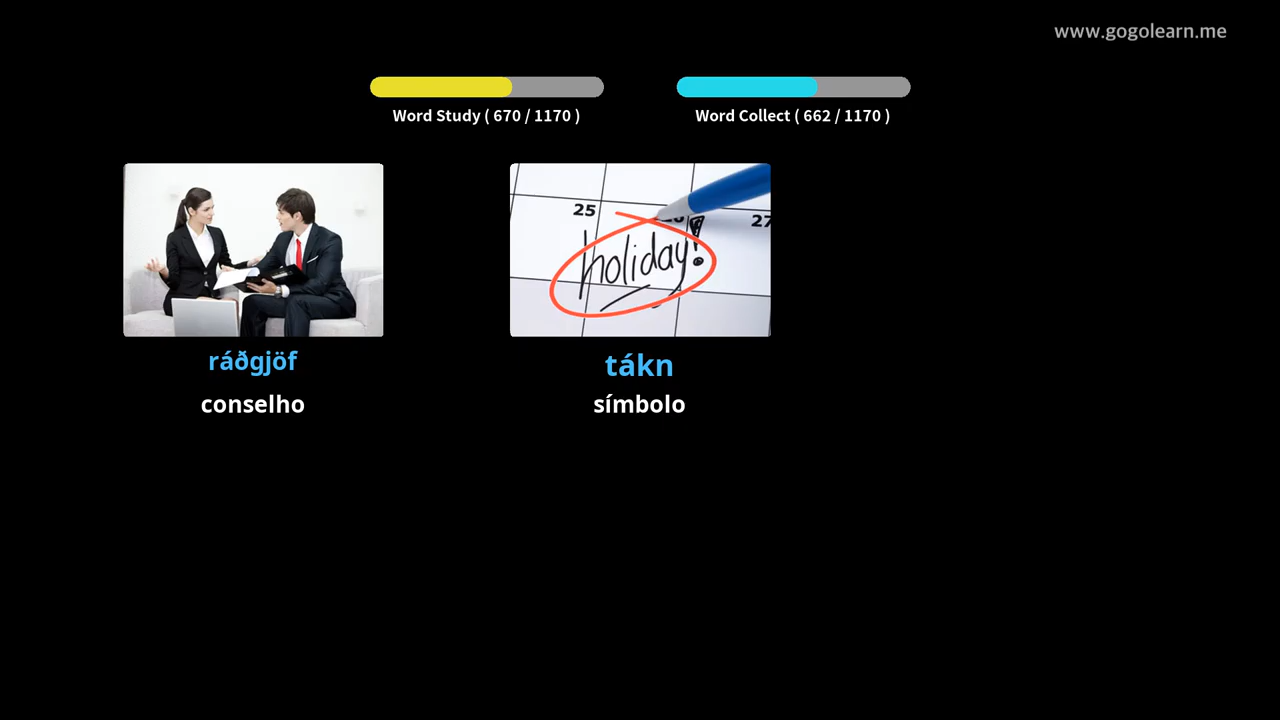 www.gogolearn.me
Word Study ( 670 / 1170 )
Word Collect ( 662 / 1170 )
25
27
holiday!
ráðgjöf
tákn
conselho
símbolo